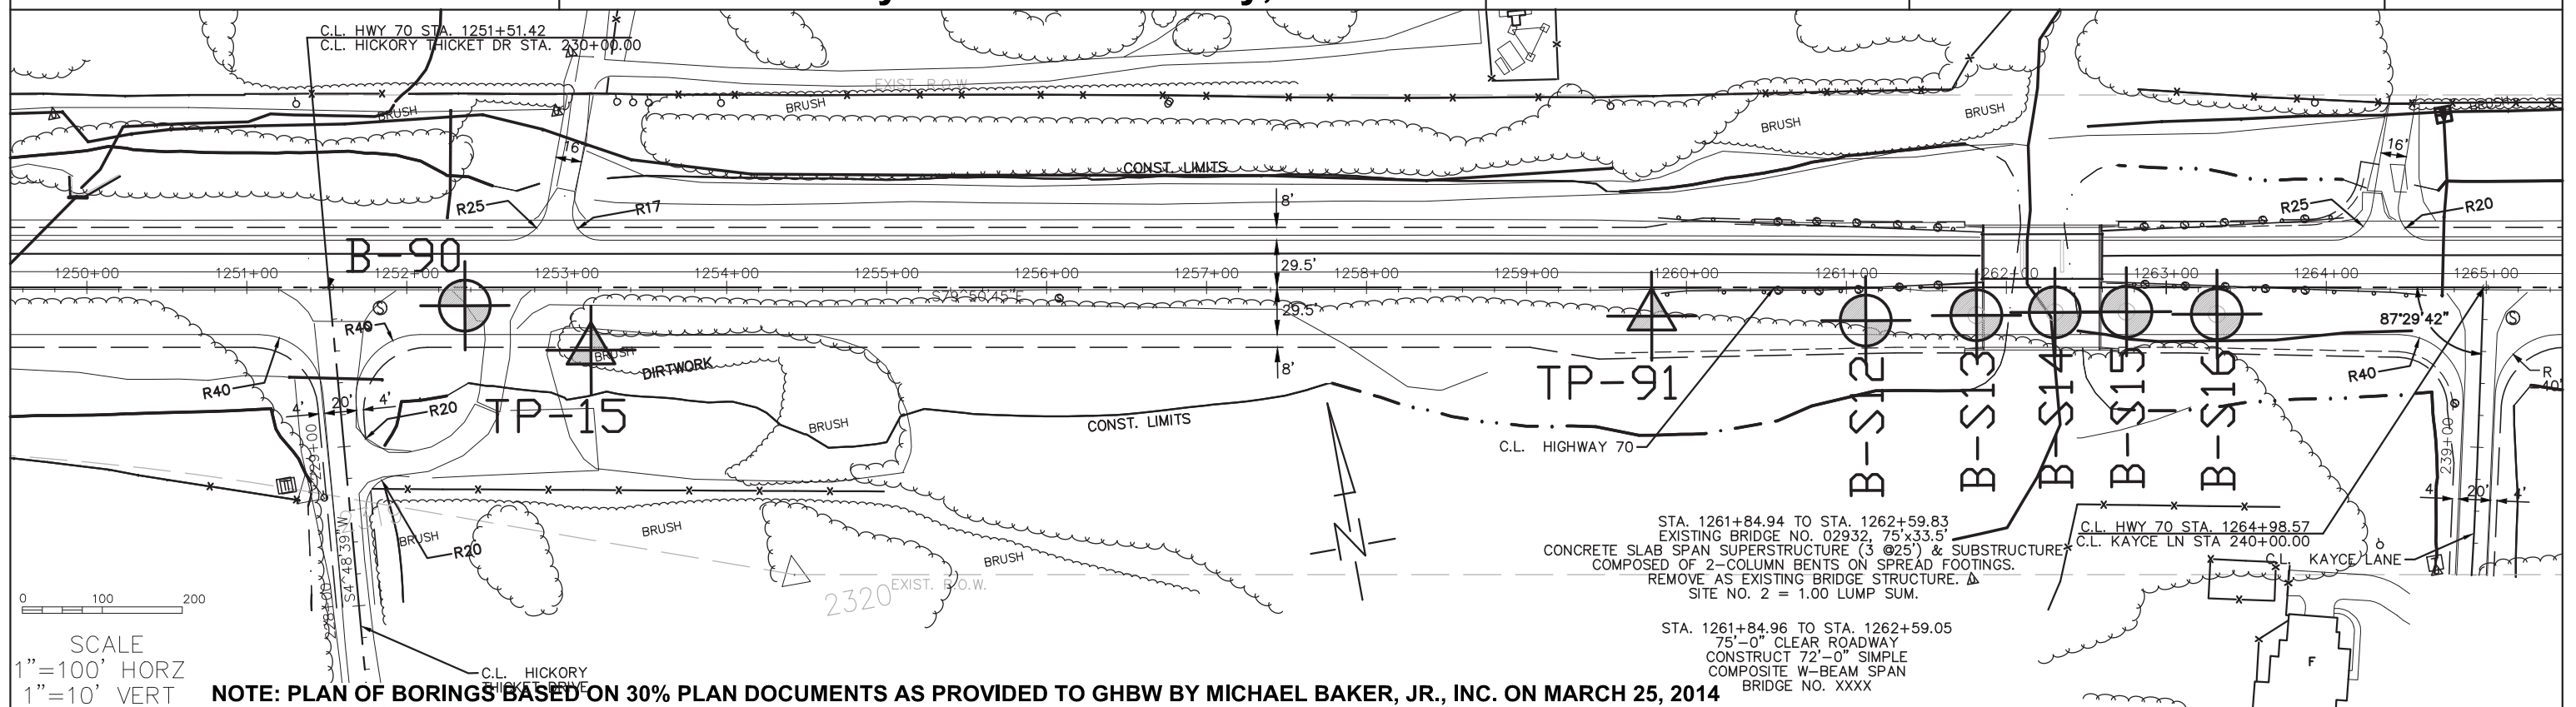 C.L. HWY 70 STA. 1251+51.42
C.L. HICKORY THICKET DR STA. 230+00.00
EXIST. R.O.W.
BRUSH
BRUSH
BRUSH
BRUSH
BRUSH
16'
CONST. LIMITS
16'
R25
R17
8'
R25
R20
B-90
29.5'
1250+00
1251+00
1252+00
1253+00
1254+00
1255+00
1256+00
1257+00
1258+00
1259+00
1260+00
1261+00
1262+00
1263+00
1264+00
1265+00
S79°50'45"E
29.5'
R40
87°29'42"
BRUSH
DIRTWORK
8'
R40
R40
R
40'
TP-91
TP-15
4'
20'
4'
R20
BRUSH
CONST. LIMITS
C.L. HIGHWAY 70
B-S12
B-S13
B-S14
B-S15
B-S16
229+00
239+00
4'
20'
4'
BRUSH
BRUSH
BRUSH
R20
S4°48'39"W
228+00
2320
EXIST. R.O.W.
STA. 1261+84.94 TO STA. 1262+59.83
EXISTING BRIDGE NO. 02932, 75'x33.5'
CONCRETE SLAB SPAN SUPERSTRUCTURE (3 @25') & SUBSTRUCTURE
COMPOSED OF 2-COLUMN BENTS ON SPREAD FOOTINGS.
REMOVE AS EXISTING BRIDGE STRUCTURE.
SITE NO. 2 = 1.00 LUMP SUM.
C.L. HWY 70 STA. 1264+98.57
C.L. KAYCE LN STA 240+00.00
C.L. KAYCE LANE
STA. 1261+84.96 TO STA. 1262+59.05
75'-0" CLEAR ROADWAY
CONSTRUCT 72'-0" SIMPLE
COMPOSITE W-BEAM SPAN
BRIDGE NO. XXXX
F
N
0 100 200
SCALE
1"=100' HORZ
1"=10' VERT
C.L. HICKORY
THICKET DRIVE
NOTE: PLAN OF BORINGS BASED ON 30% PLAN DOCUMENTS AS PROVIDED TO GHBW BY MICHAEL BAKER, JR., INC. ON MARCH 25, 2014